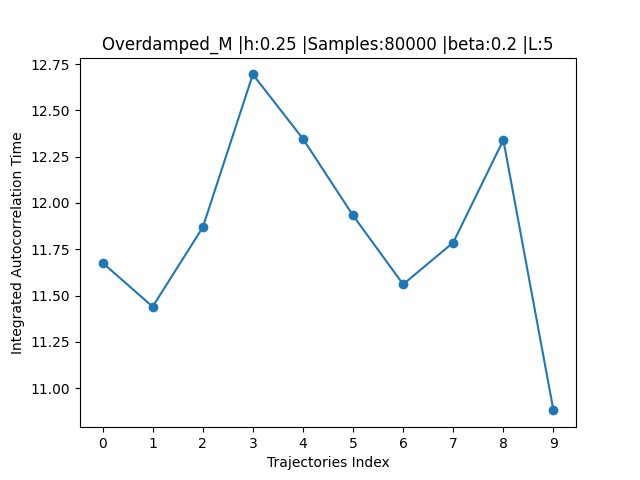 Overdamped_M |h:0.25 |Samples:80000 |beta:0.2 |L:5
12.75
12.50
12.25
12.00
11.75
11.50
11.25
11.00
Integrated Autocorrelation Time
0 1 2 3 4 5 6 7 8 9
Trajectories Index